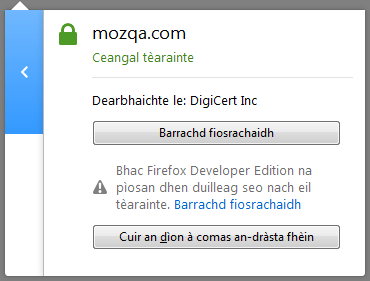 mozqa.com
Ceangal tèarainte
Dearbhaichte le: DigiCert Inc
Barrachd fiosrachaidh
Bhac Firefox Developer Edition na
pìosan dhen duilleag seo nach eil
tèarainte. Barrachd fiosrachaidh
Cuir an dìon à comas an-dràsta fhèin